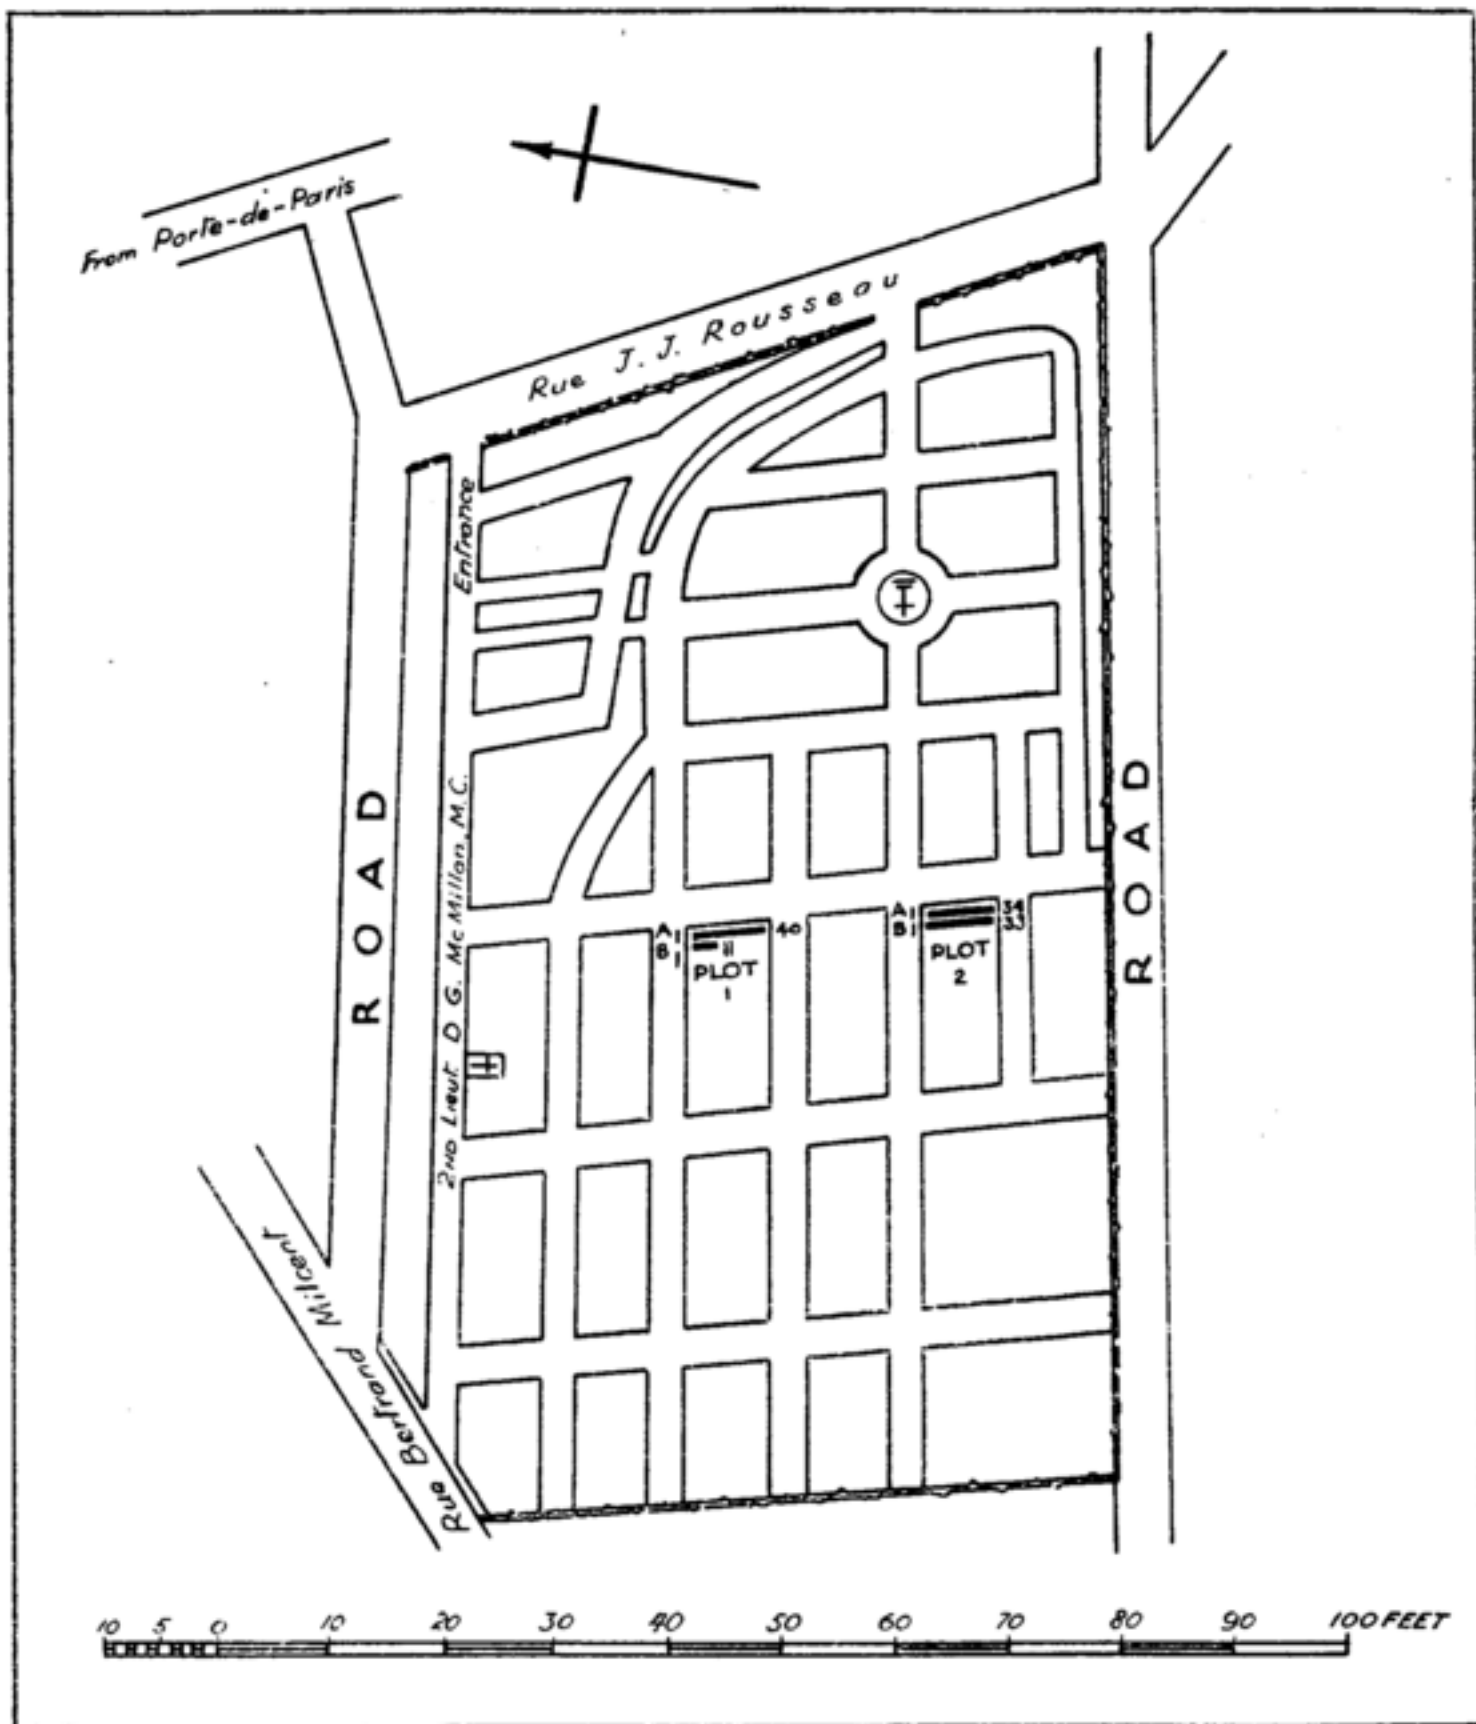 From Porte-de-Paris
Rue J. J. Rousseau
Entrance
ROAD
ROAD
2ND Lieut. D G. McMillan, M.C.
A 1 40
B 1 11
PLOT
1
A 1 34
B 1 33
PLOT
2
Rue Bertrand Milcent
10 5 0 10 20 30 40 50 60 70 80 90 100 FEET